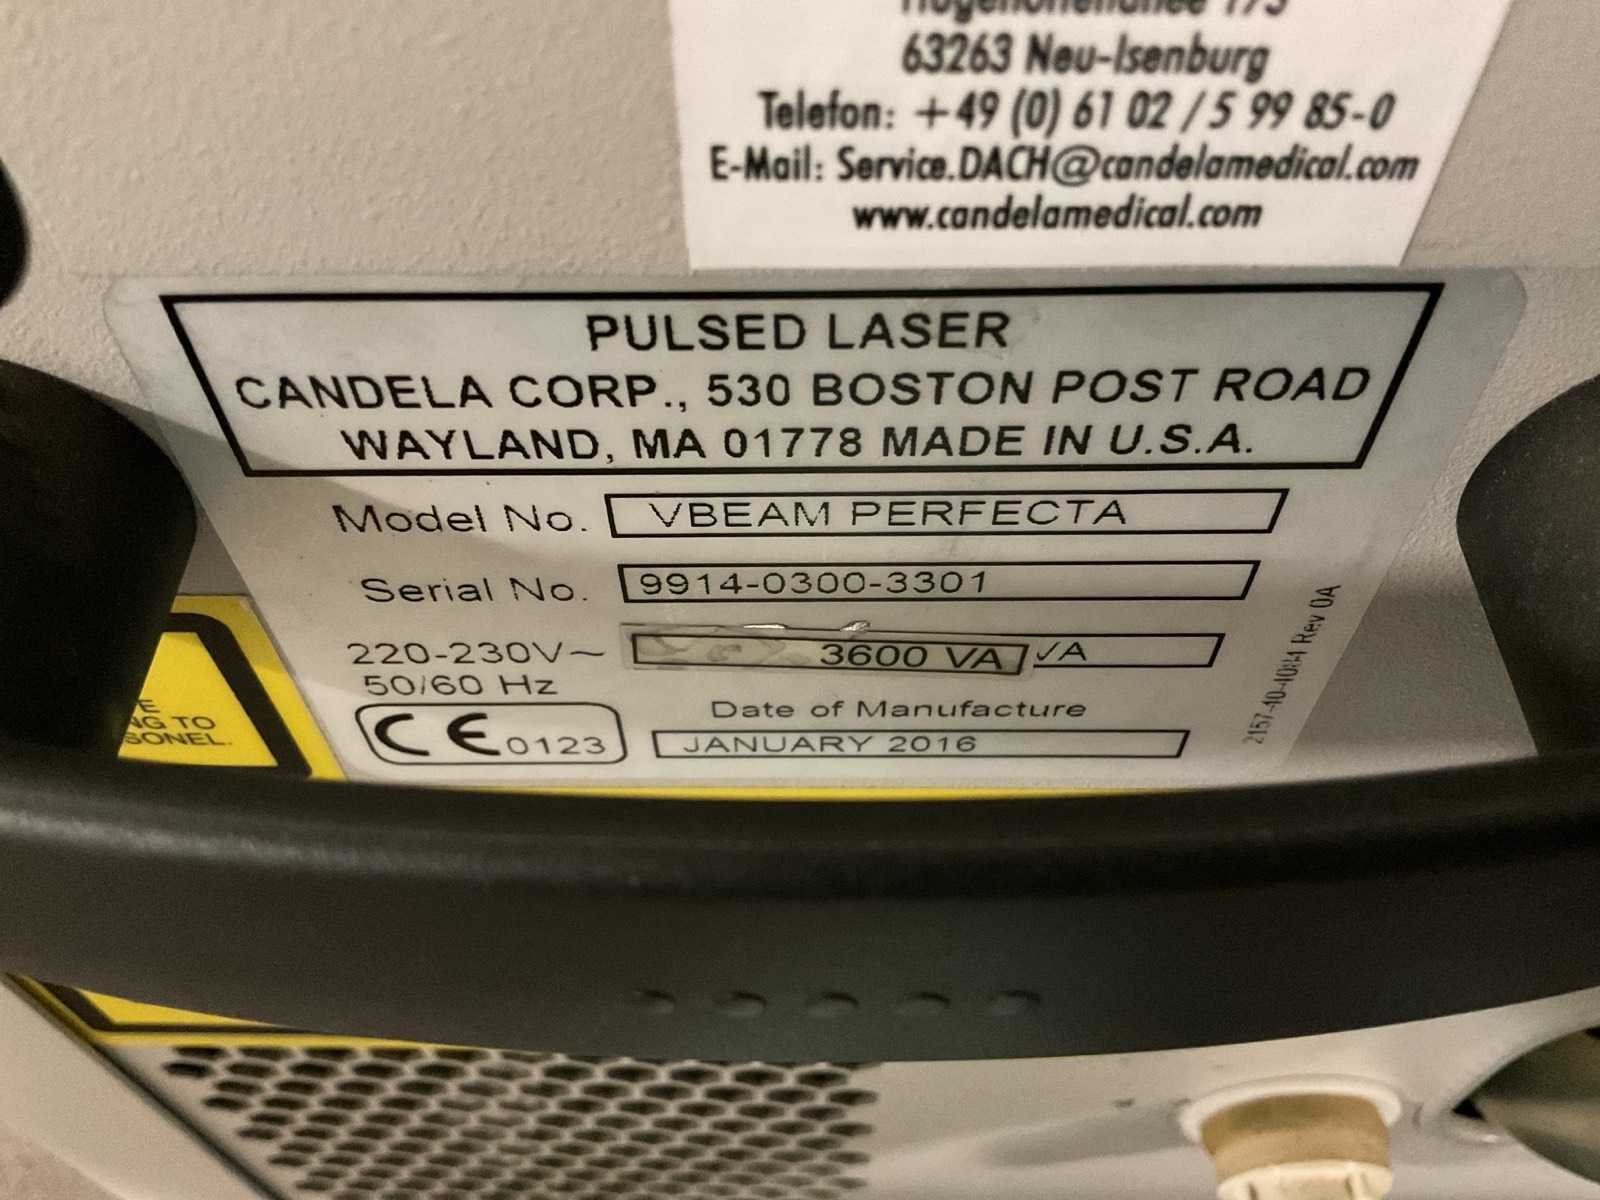 63263 Neu-Isenburg
Telefon: +49 (0) 61 02 / 5 99 85-0
E-Mail: Service.DACH@candelamedical.com
www.candelamedical.com
PULSED LASER
CANDELA CORP., 530 BOSTON POST ROAD
WAYLAND, MA 01778 MADE IN U.S.A.
Model No. VBEAM PERFECTA
Serial No. 9914-0300-3301
220-230V~ 3600 VA VA
50/60 Hz
CE 0123
Date of Manufacture
JANUARY 2016
Rev 0A
TO